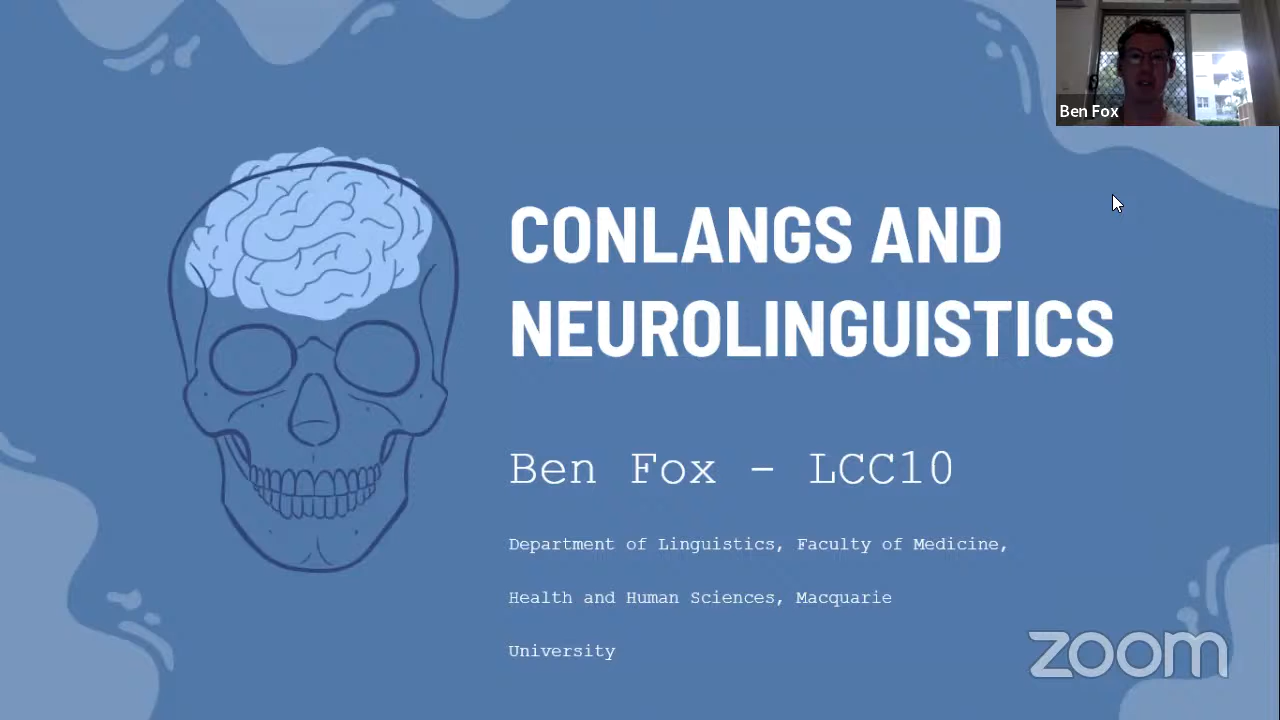 Ben Fox
CONLANGS AND
NEUROLINGUISTICS
Ben Fox - LCC10
Department of Linguistics, Faculty of Medicine,
Health and Human Sciences, Macquarie
University
zoom